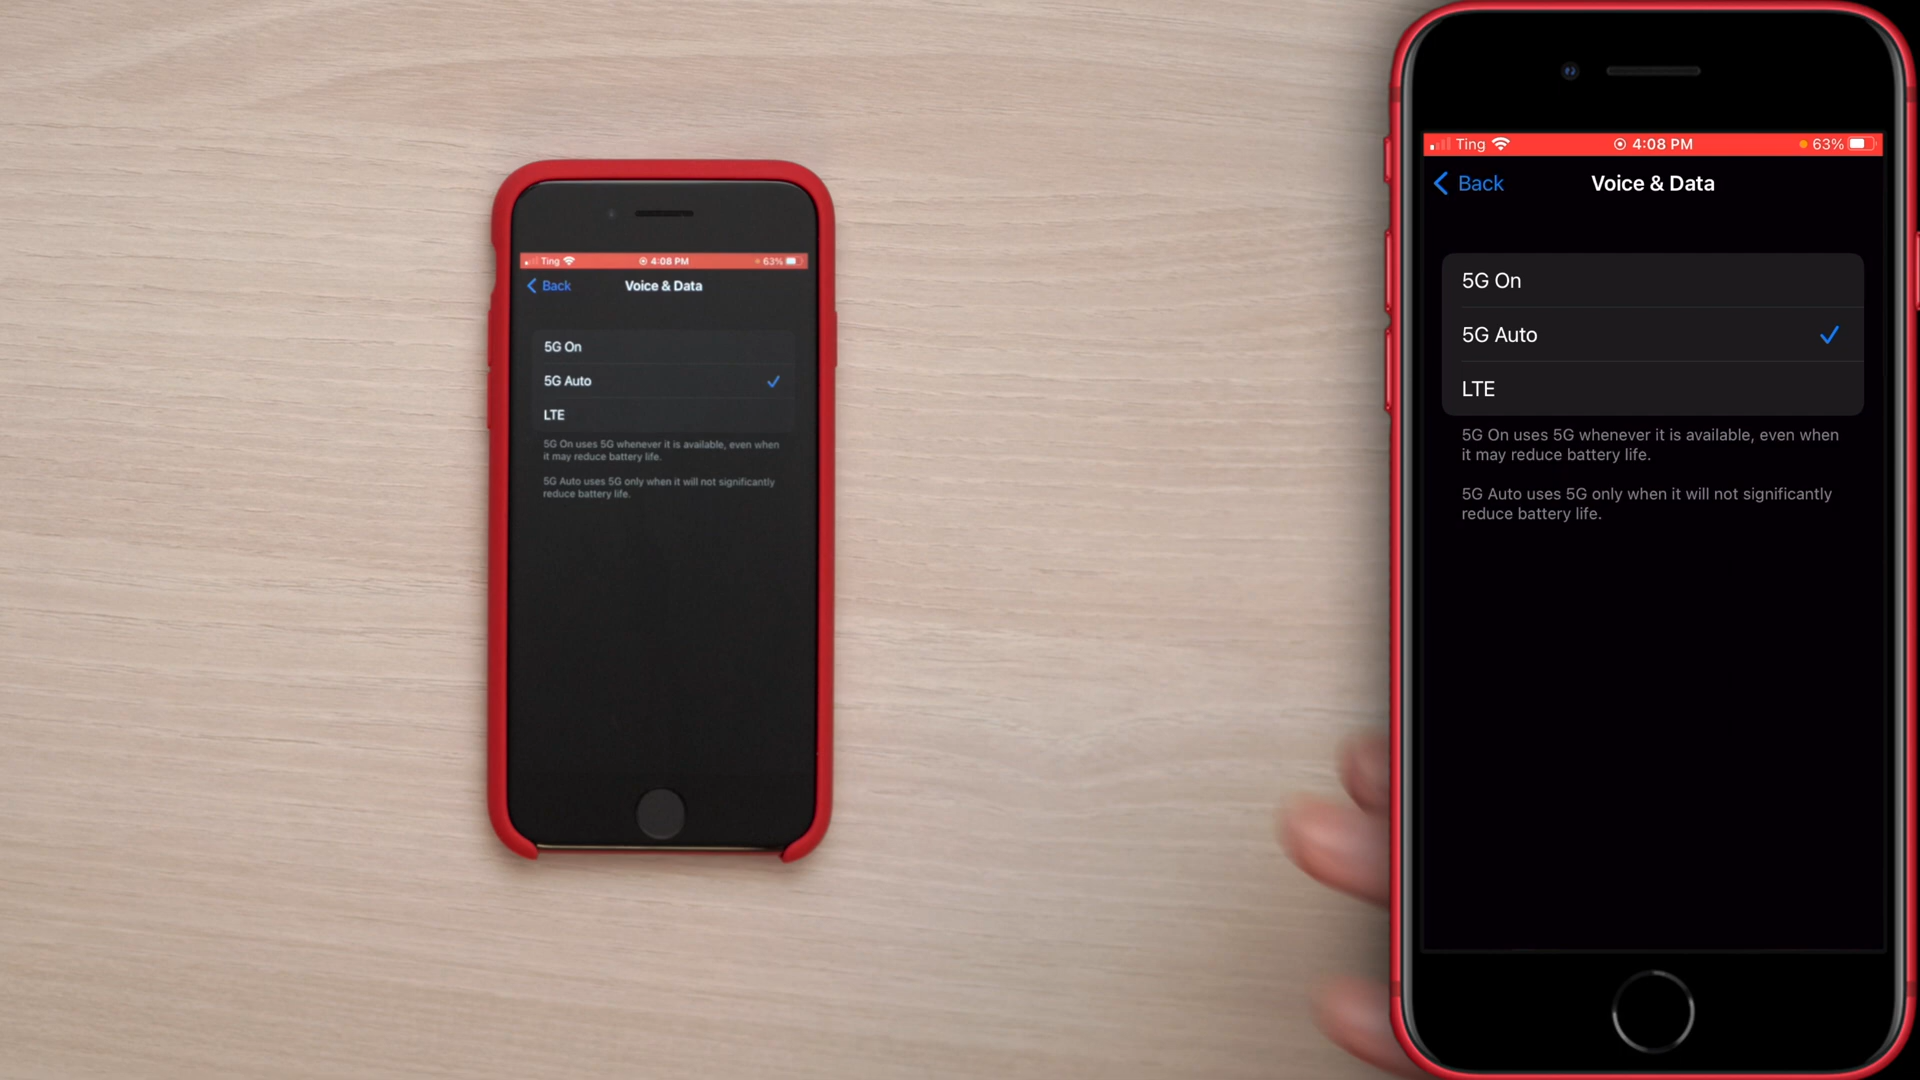 Ting 4:08 PM 63%
Back Voice & Data
5G On
5G Auto
LTE
5G On uses 5G whenever it is available, even when
it may reduce battery life.
5G Auto uses 5G only when it will not significantly
reduce battery life.
Ting 4:08 PM 63%
Back Voice & Data
5G On
5G Auto
LTE
5G On uses 5G whenever it is available, even when
it may reduce battery life.
5G Auto uses 5G only when it will not significantly
reduce battery life.